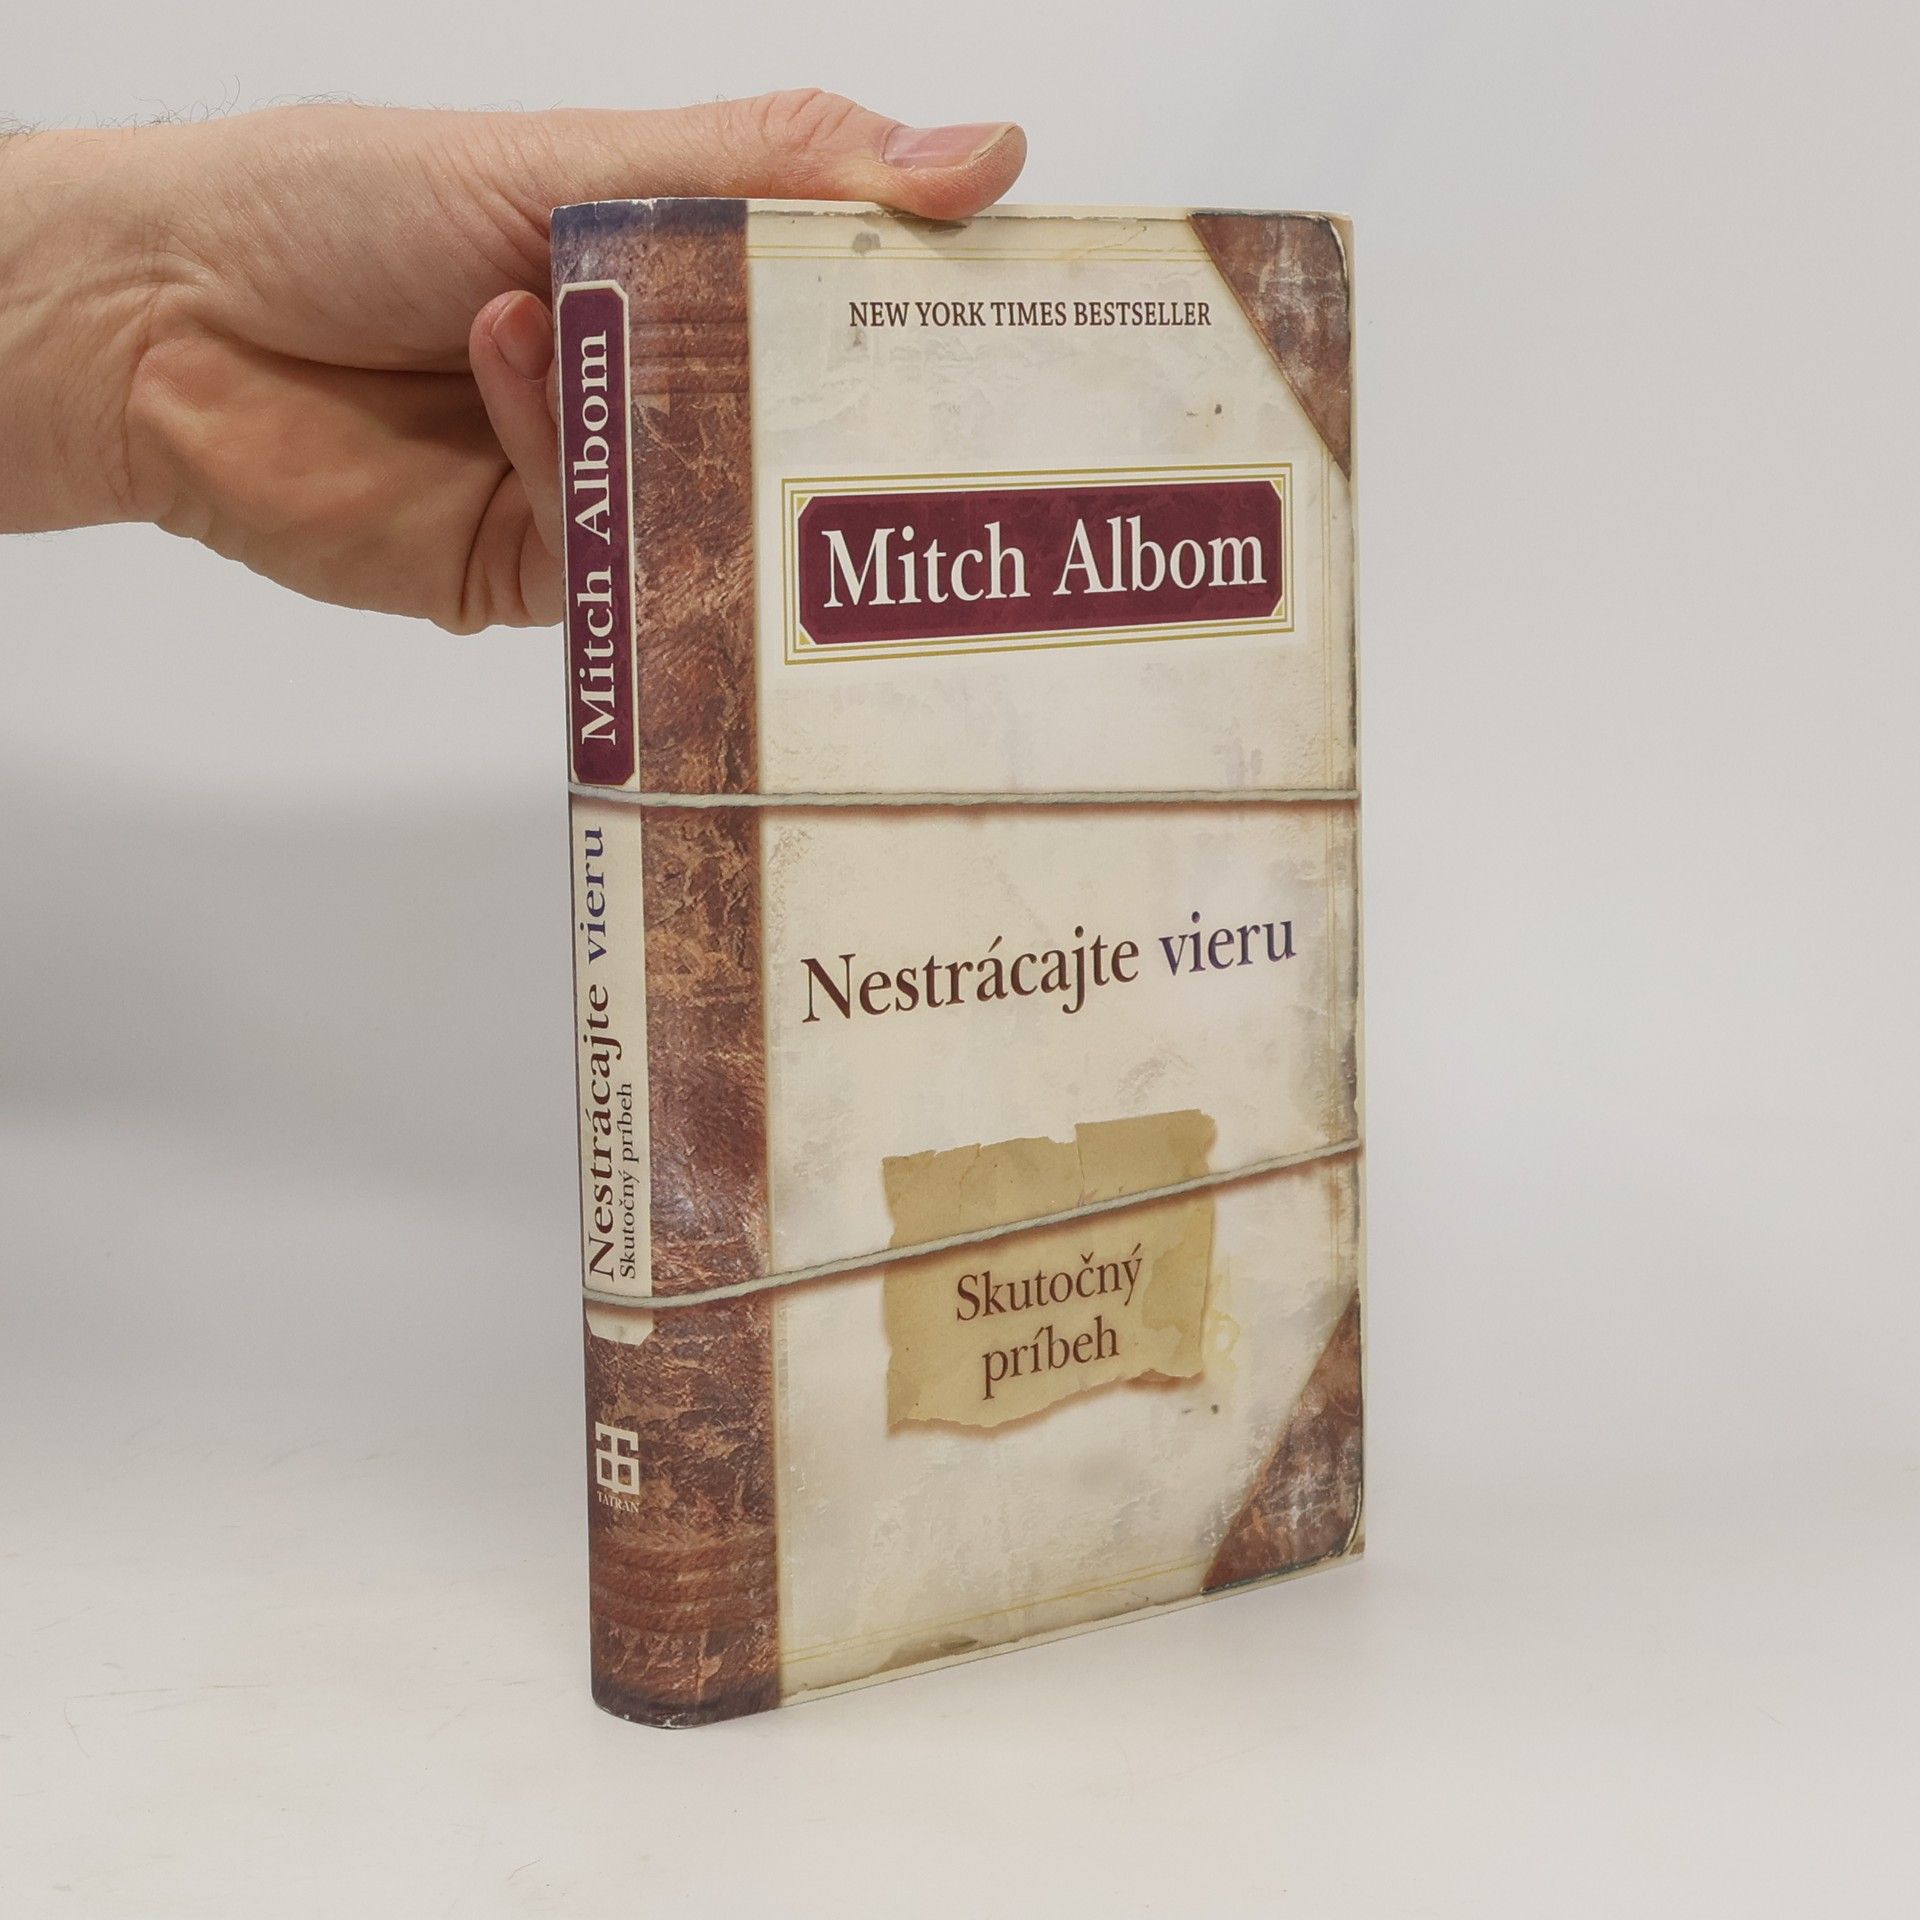 NEW YORK TIMES BESTSELLER
Mitch Albom
Nestrácajte vieru
Skutočný
príbeh
Mitch Albom
Nestrácajte vieru
Skutočný príbeh
TATRAN